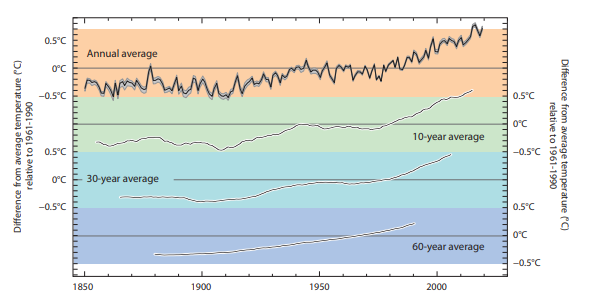 Difference from average temperature (°C)
relative to 1961-1990
0.5°C
0°C
−0.5°C
0.5°C
0°C
−0.5°C
Annual average
10-year average
30-year average
60-year average
0.5°C
0°C
−0.5°C
0°C
−0.5°C
Difference from average temperature (°C)
relative to 1961-1990
1850
1900
1950
2000